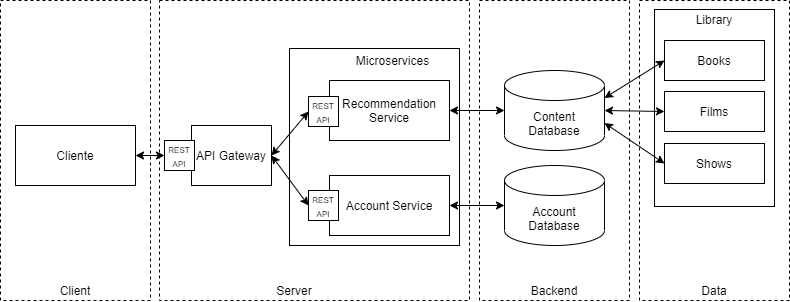 Library
Books
Films
Shows
Microservices
REST
API
Recommendation
Service
REST
API
Account Service
Content
Database
Account
Database
Cliente
REST
API
API Gateway
Client
Server
Backend
Data